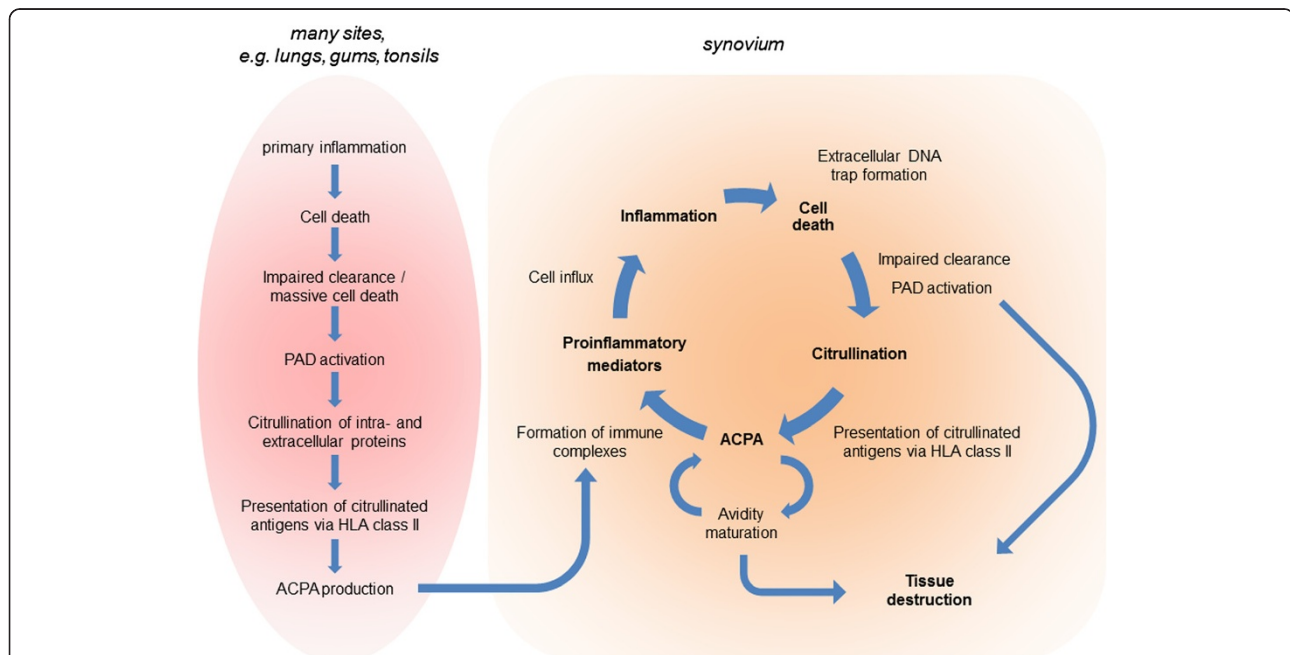 many sites,
e.g. lungs, gums, tonsils
primary inflammation
Cell death
Impaired clearance /
massive cell death
PAD activation
Citrullination of intra- and
extracellular proteins
Presentation of citrullinated
antigens via HLA class II
ACPA production
synovium
Extracellular DNA
trap formation
Inflammation
Cell
death
Cell influx
Impaired clearance
PAD activation
Proinflammatory
mediators
Citrullination
Formation of immune
complexes
ACPA
Presentation of citrullinated
antigens via HLA class II
Avidity
maturation
Tissue
destruction